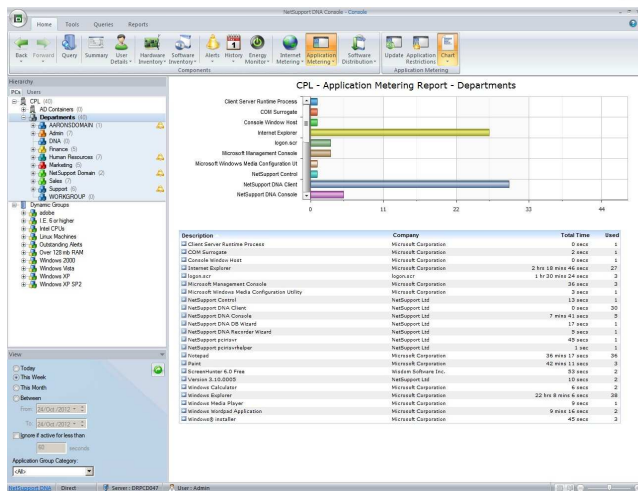 NetSupport DNA Console - Console
Home Tools Queries Reports
Back Forward Query Summary User Details Hardware Inventory Software Inventory Alerts History Energy Monitor Internet Metering Application Metering Software Distribution Update Application Restrictions Chart
Components Application Metering
Hierarchy
PCs Users
CPL (40)
AD Containers (0)
Departments (40)
AARONSDOMAIN (1)
Admin (7)
DNA (0)
Finance (5)
Human Resources (7)
Marketing (5)
NetSupport Domain (2)
Sales (7)
Support (6)
WORKGROUP (0)
Dynamic Groups
adobe
I.E. 6 or higher
Intel CPUs
Linux Machines
Outstanding Alerts
Over 128 mb RAM
Windows 2000
Windows Vista
Windows XP
Windows XP SP2
View
Today
This Week
This Month
Between
From: 24/Oct/2012
To: 24/Oct/2012
Ignore if active for less than
60 seconds
Application Group Category:
<All>
CPL - Application Metering Report - Departments
Client Server Runtime Process
COM Surrogate
Console Window Host
Internet Explorer
logon.scr
Microsoft Management Console
Microsoft Windows Media Configuration Ut
NetSupport Control
NetSupport DNA Client
NetSupport DNA Console
0 11 22 33 44
Description Company Total Time Used
Client Server Runtime Process Microsoft Corporation 0 secs 1
COM Surrogate Microsoft Corporation 2 secs 1
Console Window Host Microsoft Corporation 0 secs 1
Internet Explorer Microsoft Corporation 2 hrs 18 mins 46 secs 27
logon.scr logon.scr 1 hr 30 mins 24 secs 3
Microsoft Management Console Microsoft Corporation 36 secs 3
Microsoft Windows Media Configuration Utility Microsoft Corporation 3 secs 1
NetSupport Control NetSupport Ltd 13 secs 1
NetSupport DNA Client NetSupport Ltd 0 secs 30
NetSupport DNA Console NetSupport Ltd 7 mins 41 secs 5
NetSupport DNA DB Wizard NetSupport Ltd 17 secs 1
NetSupport DNA Recorder Wizard NetSupport Ltd 5 secs 1
NetSupport pcirisrv NetSupport Ltd 49 secs 1
NetSupport pcirisrvhelper NetSupport Ltd 1 sec 1
Notepad Microsoft Corporation 36 mins 17 secs 36
Paint Microsoft Corporation 42 mins 11 secs 3
ScreenHunter 6.0 Free Wisdom Software Inc. 53 secs 2
Version 3.10.0005 NetSupport Ltd 10 secs 2
Windows Calculator Microsoft Corporation 6 secs 2
Windows Explorer Microsoft Corporation 22 hrs 8 mins 6 secs 38
Windows Media Player Microsoft Corporation 9 secs 1
Windows Wordpad Application Microsoft Corporation 9 mins 16 secs 2
Windows® installer Microsoft Corporation 45 secs 3
NetSupport DNA Direct Server : DRPCD047 User : Admin